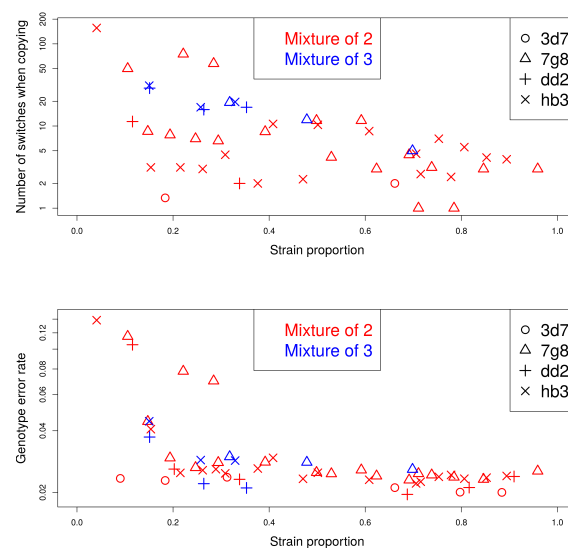 Number of switches when copying
200
100
50
20
10
5
2
1
Mixture of 2
Mixture of 3
3d7
7g8
dd2
hb3
0.0 0.2 0.4 0.6 0.8 1.0
Strain proportion
Genotype error rate
0.12
0.08
0.06
0.04
0.02
Mixture of 2
Mixture of 3
3d7
7g8
dd2
hb3
0.0 0.2 0.4 0.6 0.8 1.0
Strain proportion